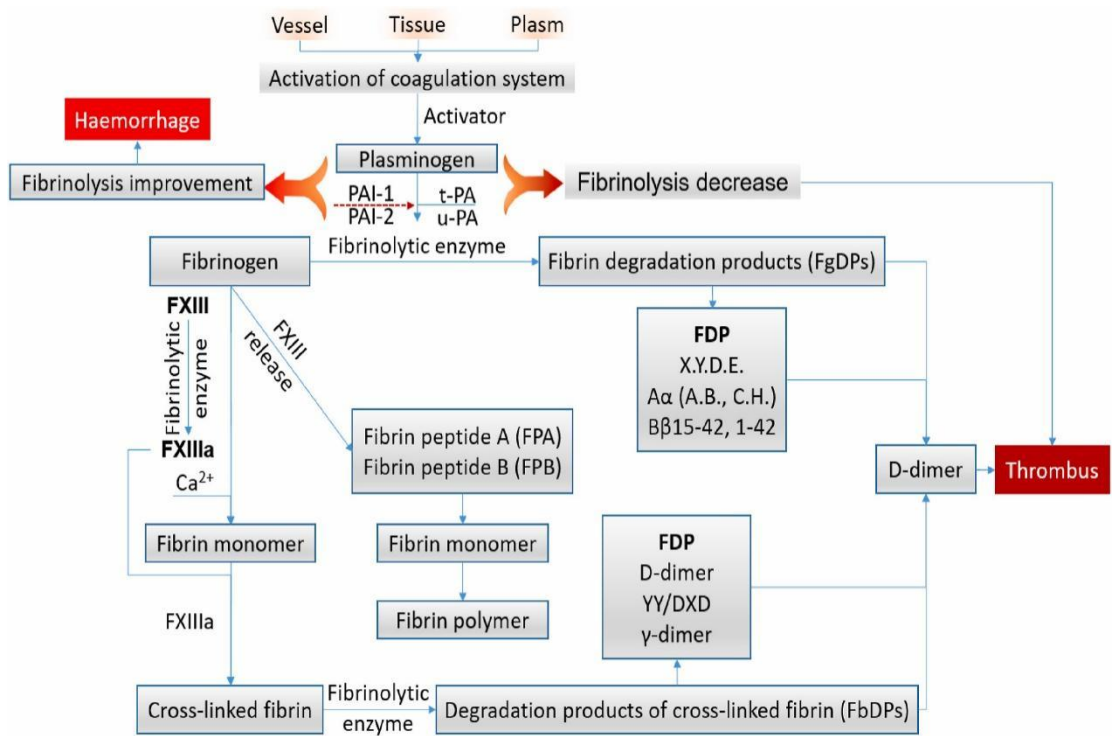 Vessel Tissue Plasm
Activation of coagulation system
Activator
Haemorrhage
Plasminogen
Fibrinolysis improvement
PAI-1
PAI-2
t-PA
u-PA
Fibrinolysis decrease
Fibrinogen
Fibrinolytic enzyme
Fibrin degradation products (FgDPs)
FXIII
Fibrinolytic
enzyme
FXIIIa
Ca²⁺
FXIII
release
FDP
X.Y.D.E.
Aα (A.B., C.H.)
Bβ15-42, 1-42
Fibrin peptide A (FPA)
Fibrin peptide B (FPB)
D-dimer
Thrombus
Fibrin monomer
Fibrin monomer
Fibrin polymer
FDP
D-dimer
YY/DXD
γ-dimer
FXIIIa
Cross-linked fibrin
Fibrinolytic
enzyme
Degradation products of cross-linked fibrin (FbDPs)